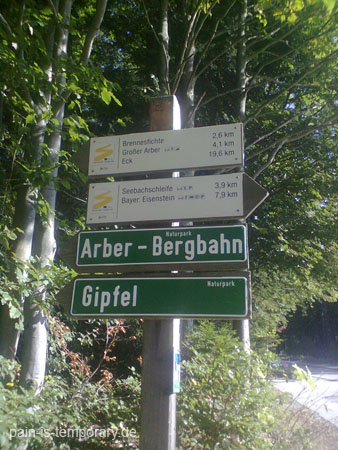 Brennestichte 2,6 km
Großer Arber 4,1 km
Eck 19,6 km
Seebachschleife 3,9 km
Bayer. Eisenstein 7,9 km
Naturpark
Arber - Bergbahn
Gipfel Naturpark
pain-is-temporary.de